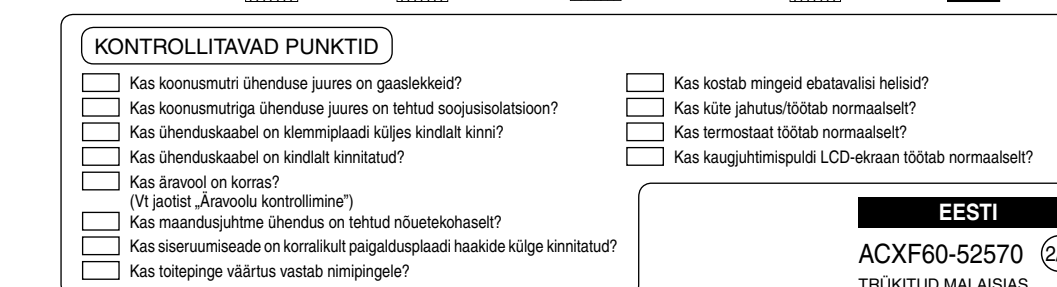 KONTROLLITAVAD PUNKTID
Kas koonusmutri ühenduse juures on gaaslekkeid?
Kas koonusmutriga ühenduse juures on tehtud soojusisolatsioon?
Kas ühenduskaabel on klemmiplaadi küljes kindlalt kinni?
Kas ühenduskaabel on kindlalt kinnitatud?
Kas äravool on korras?
(Vt jaotist „Äravoolu kontrollimine”)
Kas maandusjuhtme ühendus on tehtud nõuetekohaselt?
Kas siseruumiseade on korralikult paigaldusplaadi haakide külge kinnitatud?
Kas toitepinge väärtus vastab nimipingele?
Kas kostab mingeid ebatavalisi helisid?
Kas küte jahutus/töötab normaalselt?
Kas termostaat töötab normaalselt?
Kas kaugjuhtimispuldi LCD-ekraan töötab normaalselt?
EESTI
ACXF60-52570
TRÜKITUD MALAISIAS